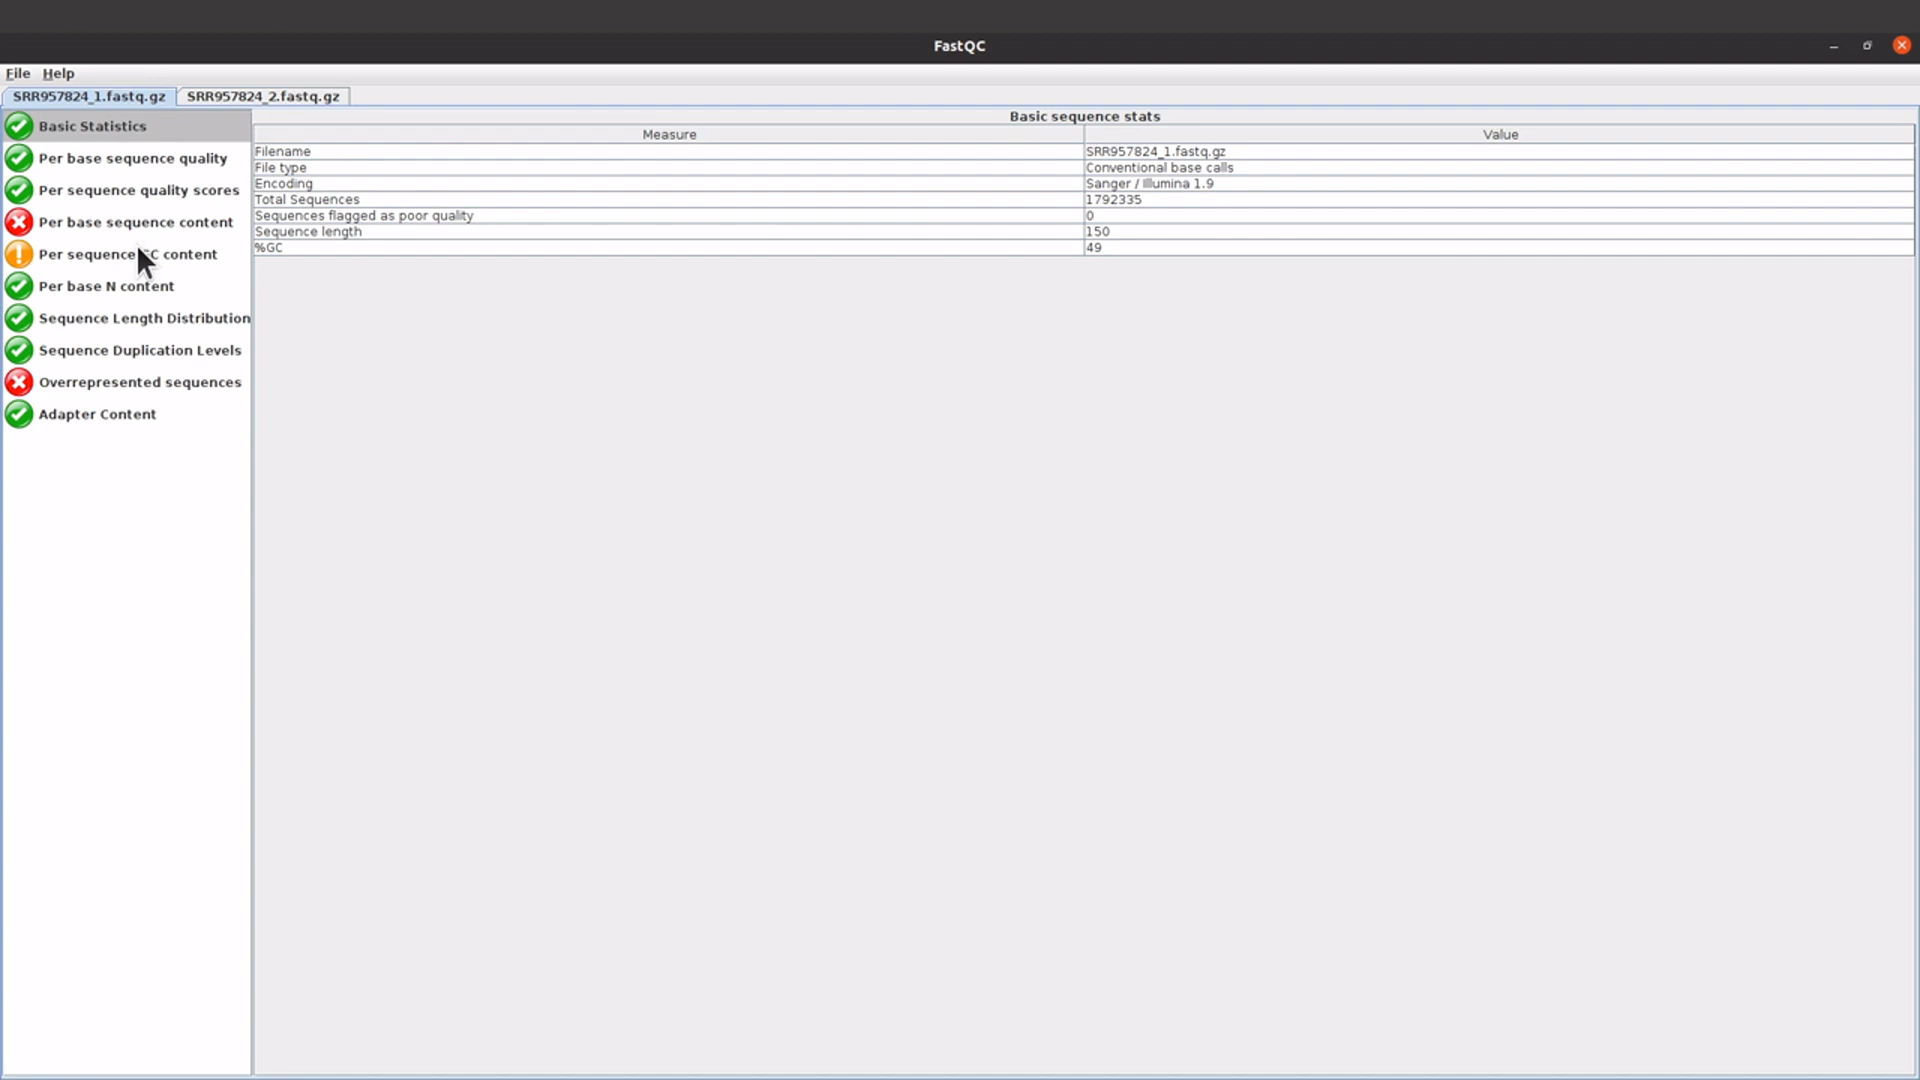 FastQC
File Help
SRR957824_1.fastq.gz SRR957824_2.fastq.gz
Basic Statistics
Per base sequence quality
Per sequence quality scores
Per base sequence content
Per sequence C content
Per base N content
Sequence Length Distribution
Sequence Duplication Levels
Overrepresented sequences
Adapter Content
Basic sequence stats
Measure Value
Filename SRR957824_1.fastq.gz
File type Conventional base calls
Encoding Sanger / Illumina 1.9
Total Sequences 1792335
Sequences flagged as poor quality 0
Sequence length 150
%GC 49